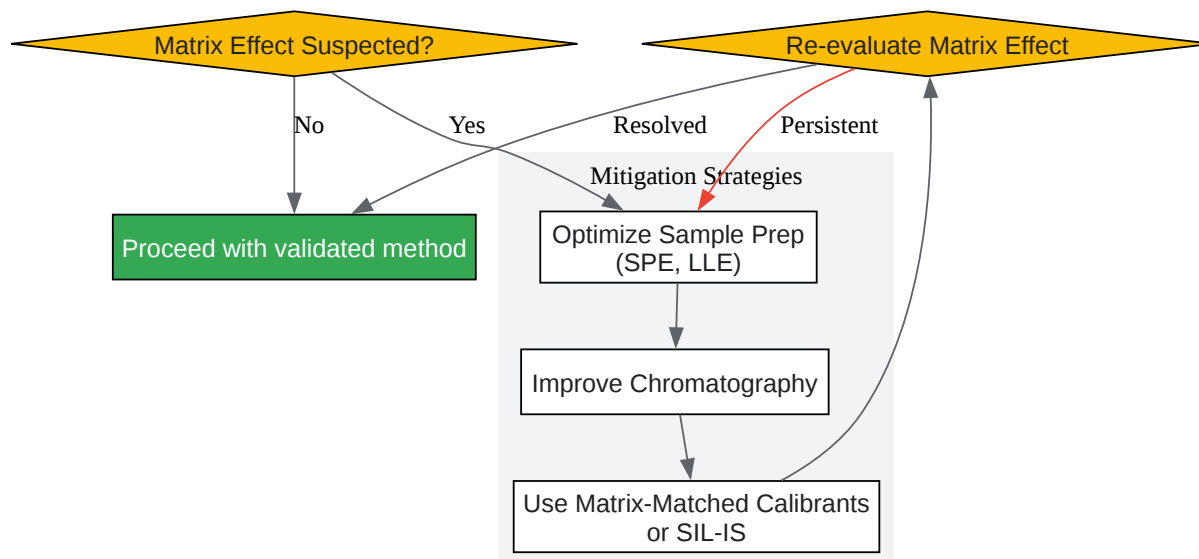 Matrix Effect Suspected?
Re-evaluate Matrix Effect
No
Yes
Resolved
Persistent
Mitigation Strategies
Proceed with validated method
Optimize Sample Prep
(SPE, LLE)
Improve Chromatography
Use Matrix-Matched Calibrants
or SIL-IS